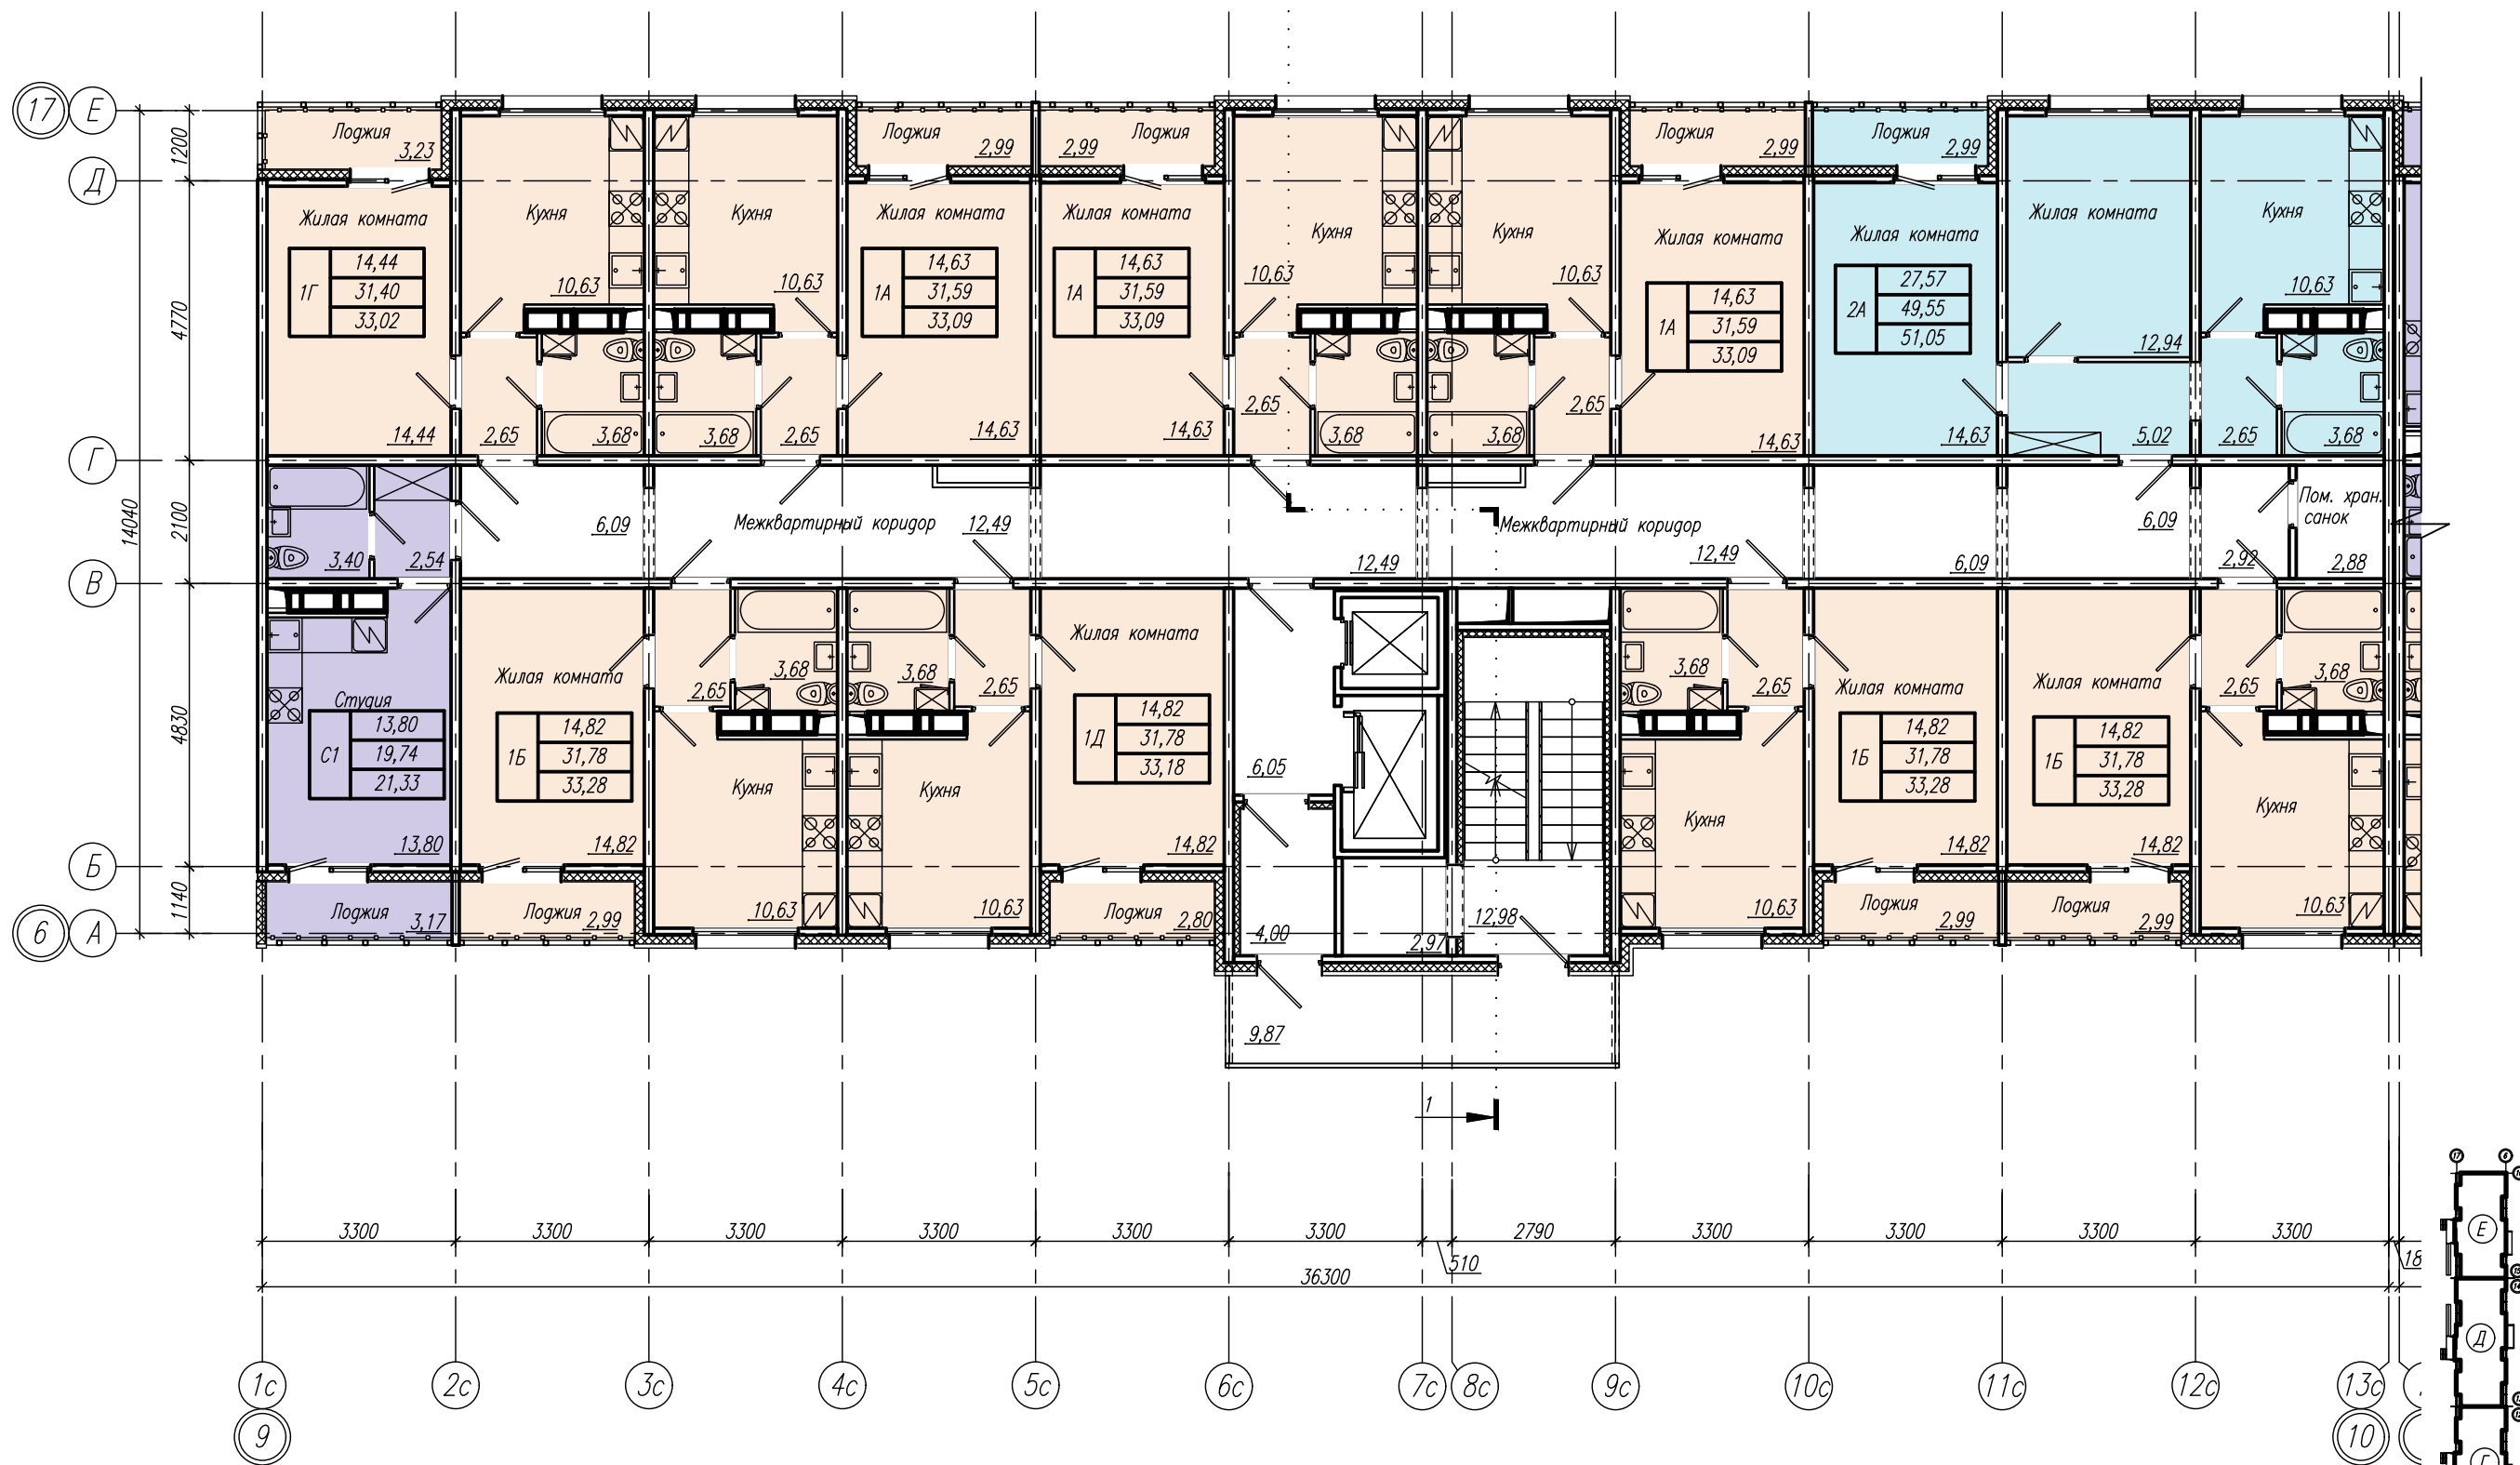 17 Е
Д
Г
В
Б
6 А
1200
4770
2100
4830
1140
14040
Лоджия
3,23
Лоджия
2,99
Лоджия
2,99
Лоджия
2,99
Лоджия
2,99
Жилая комната
1Г
14,44
31,40
33,02
14,44
Кухня
10,63
2,65
3,68
Кухня
10,63
3,68
2,65
Жилая комната
1А
14,63
31,59
33,09
14,63
Жилая комната
1А
14,63
31,59
33,09
14,63
Кухня
10,63
2,65
3,68
Кухня
10,63
3,68
2,65
Жилая комната
1А
14,63
31,59
33,09
14,63
Жилая комната
2А
27,57
49,55
51,05
14,63
Жилая комната
12,94
5,02
Кухня
10,63
2,65
3,68
3,40
2,54
6,09
Межквартирный коридор
12,49
12,49
Межквартирный коридор
12,49
6,09
6,09
2,92
Пом. хран.
санок
2,88
Студия
С1
13,80
19,74
21,33
13,80
Лоджия
3,17
Жилая комната
1Б
14,82
31,78
33,28
14,82
Лоджия
2,99
2,65
3,68
Кухня
10,63
3,68
2,65
Кухня
10,63
Жилая комната
1Д
14,82
31,78
33,18
14,82
Лоджия
2,80
6,05
4,00
2,97
12,98
9,87
3,68
2,65
Кухня
10,63
Жилая комната
1Б
14,82
31,78
33,28
14,82
Лоджия
2,99
Жилая комната
1Б
14,82
31,78
33,28
14,82
Лоджия
2,99
2,65
3,68
Кухня
10,63
1
3300 3300 3300 3300 3300 3300 2790 3300 3300 3300 3300
510
18
36300
1с 2с 3с 4с 5с 6с 7с 8с 9с 10с 11с 12с 13с
9 10
17 6
Е
Д
Г